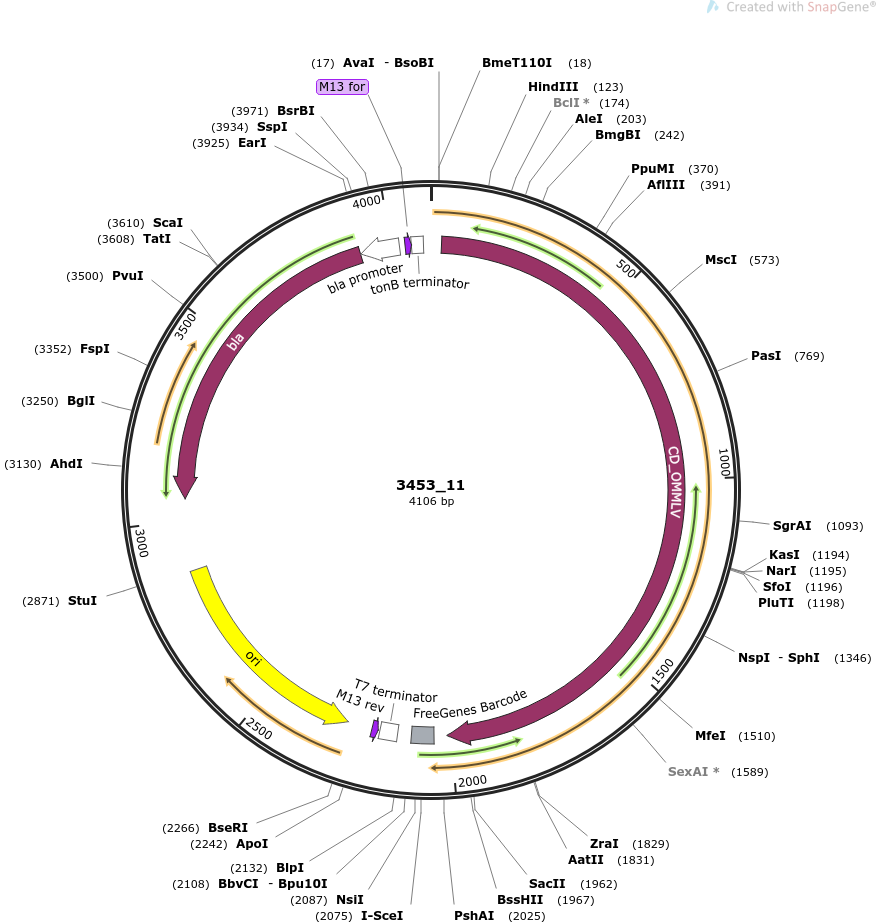 Created with SnapGene®
(17) AvaI - BsoBI
BmeT110I (18)
M13 for
HindIII (123)
BclI * (174)
AleI (203)
BmgBI (242)
PpuMI (370)
AflIII (391)
MscI (573)
PasI (769)
SgrAI (1093)
KasI (1194)
NarI (1195)
SfoI (1196)
PluTI (1198)
NspI - SphI (1346)
MfeI (1510)
SexAI * (1589)
ZraI (1829)
AatII (1831)
SacII (1962)
BssHII (1967)
PshAI (2025)
(2075) I-SceI
(2087) NsiI
(2108) BbvCI - Bpu10I
(2132) BlpI
(2242) ApoI
(2266) BseRI
(2871) StuI
(3130) AhdI
(3250) BglI
(3352) FspI
(3500) PvuI
(3608) TatI
(3610) ScaI
(3925) EarI
(3934) SspI
(3971) BsrBI
500
1000
1500
2000
2500
3000
3500
4000
bla promoter
tonB terminator
bla
CD_OMMLV
3453_11
4106 bp
ori
T7 terminator
M13 rev
FreeGenes Barcode